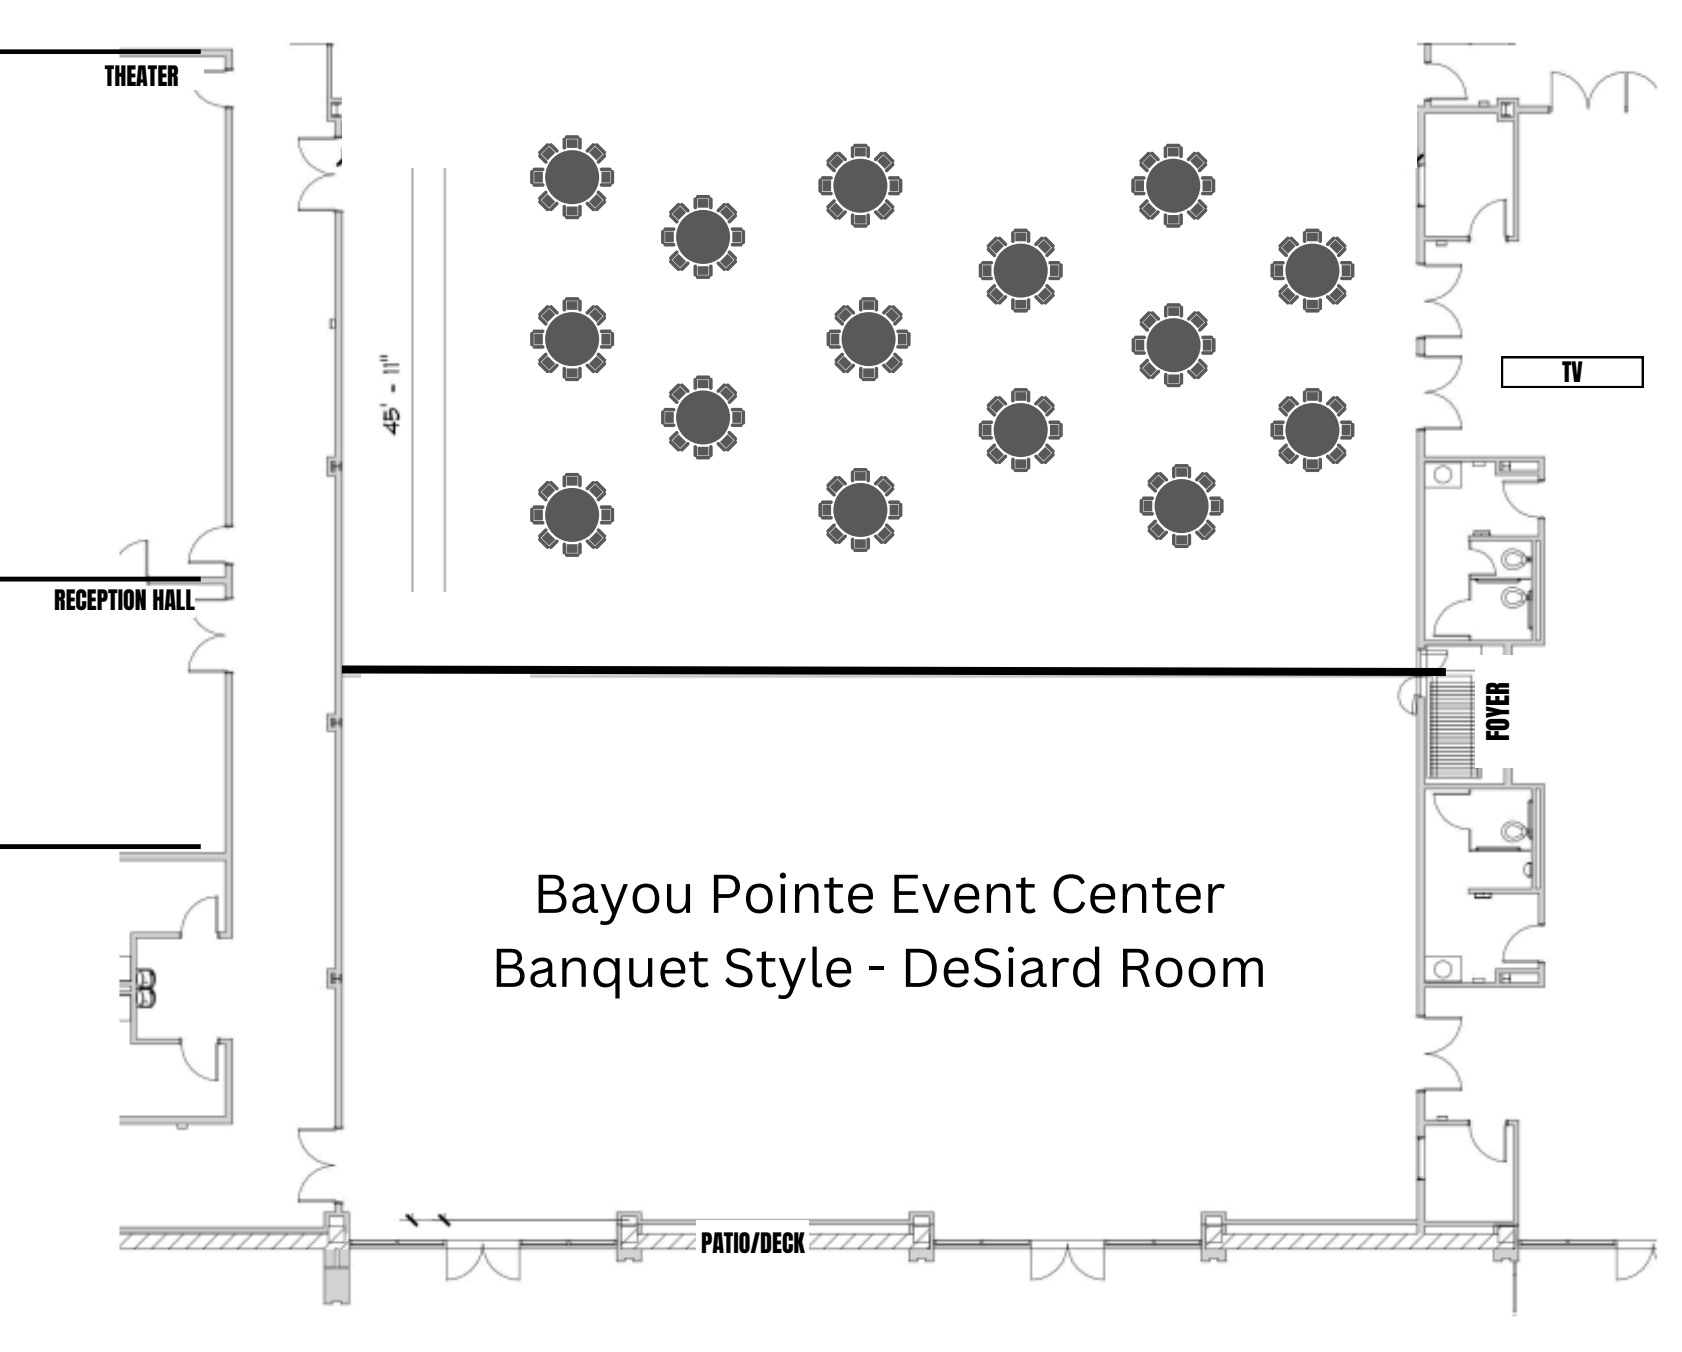 THEATER
45' - 11"
TV
RECEPTION HALL
FOYER
Bayou Pointe Event Center
Banquet Style - DeSiard Room
PATIO/DECK